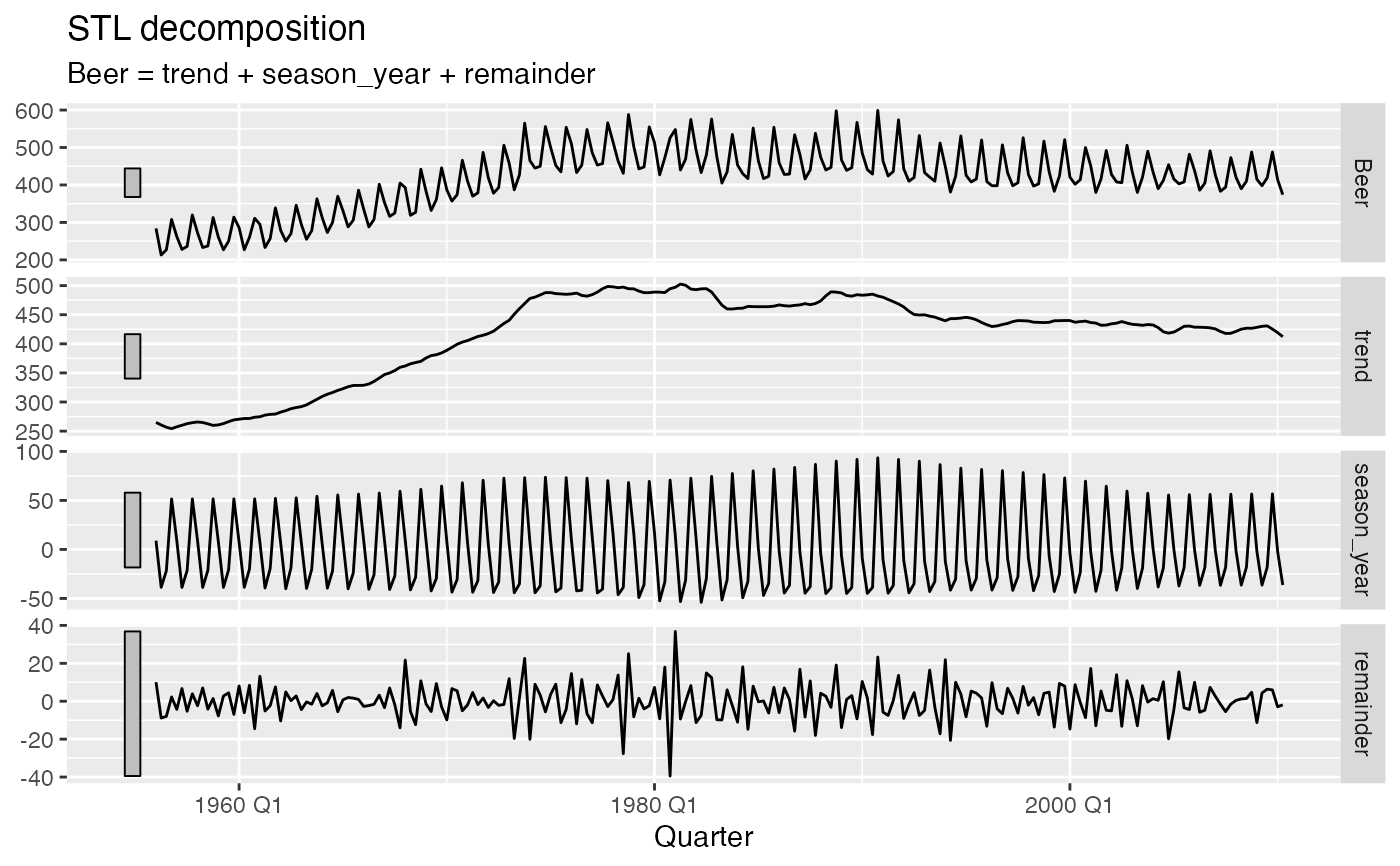 STL decomposition
Beer = trend + season_year + remainder
600
500
400
300
200
Beer
500
450
400
350
300
250
trend
100
50
0
-50
season_year
40
20
0
-20
-40
remainder
1960 Q1
1980 Q1
2000 Q1
Quarter